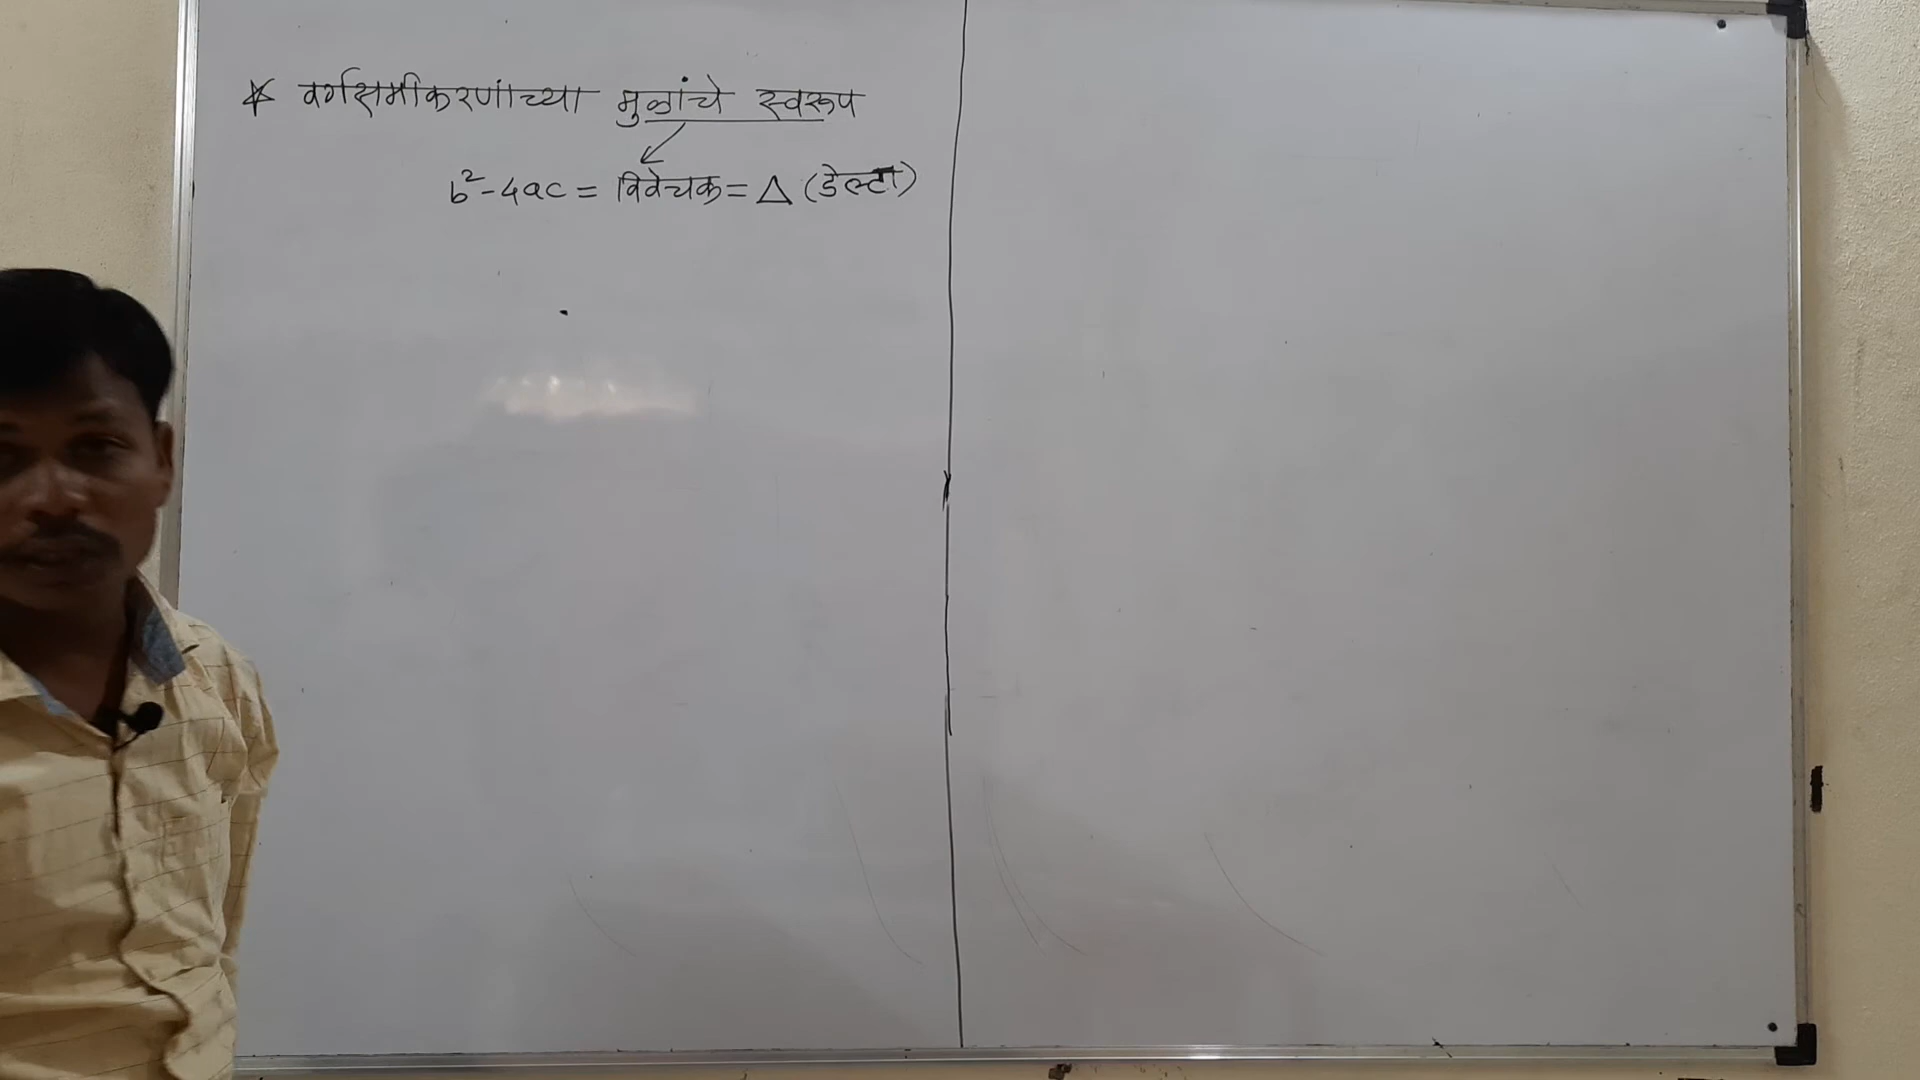 * वर्गसमीकरणांच्या मुळांचे स्वरूप
b²-4ac = विवेचक = Δ (डेल्टा)